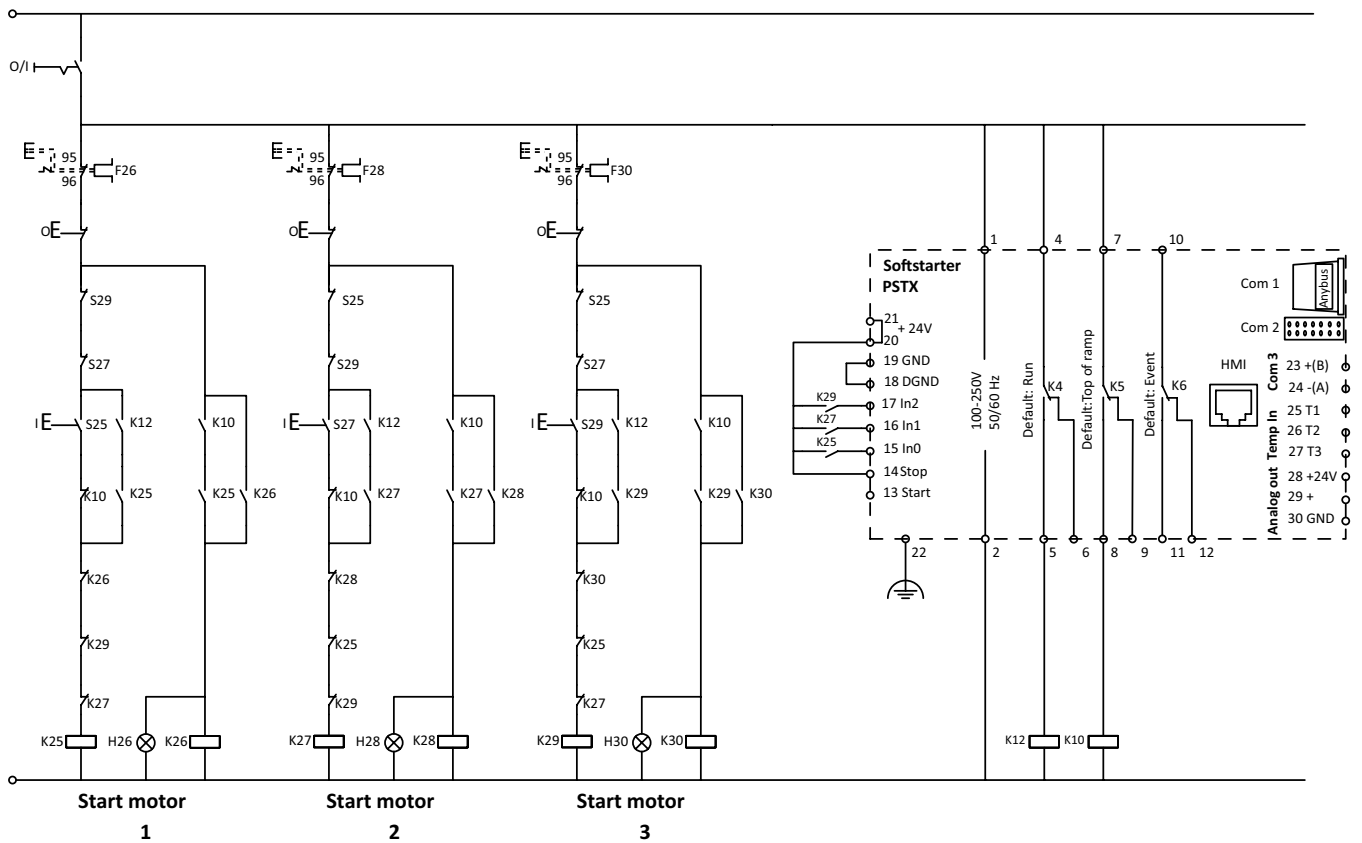 O/I
95
96
F26
95
96
F28
95
96
F30
O
O
O
S29
S27
S25
S29
S25
S27
I
S25
K12
K10
I
S27
K12
K10
I
S29
K12
K10
K10
K25
K25
K26
K10
K27
K27
K28
K10
K29
K29
K30
K26
K28
K30
K29
K25
K25
K27
K29
K27
K25
H26
K26
K27
H28
K28
K29
H30
K30
K12
K10
Start motor
1
Start motor
2
Start motor
3
1
4
7
10
Softstarter
PSTX
21
+ 24V
20
19 GND
18 DGND
K29
17 In2
K27
16 In1
K25
15 In0
14 Stop
13 Start
100-250V
50/60 Hz
Default: Run
K4
Default:Top of ramp
K5
Default: Event
K6
Com 1
Anybus
Com 2
HMI
Com 3
Temp In
Analog out
23 +(B)
24 -(A)
25 T1
26 T2
27 T3
28 +24V
29 +
30 GND
22
2
5
6
8
9
11
12